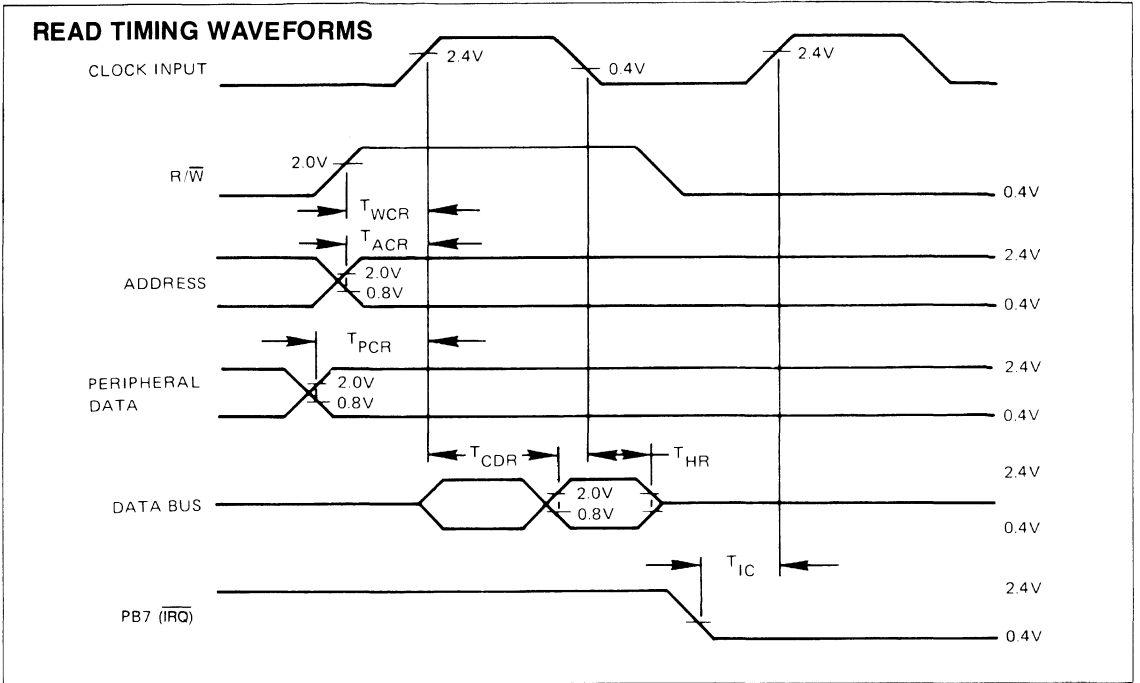 READ TIMING WAVEFORMS
CLOCK INPUT
2.4V
0.4V
2.4V
R/W̅
2.0V
0.4V
TWCR
TACR
ADDRESS
2.0V
0.8V
2.4V
0.4V
TPCR
PERIPHERAL
DATA
2.0V
0.8V
2.4V
0.4V
TCDR
THR
DATA BUS
2.0V
0.8V
2.4V
0.4V
TIC
PB7 (I̅R̅Q̅)
2.4V
0.4V